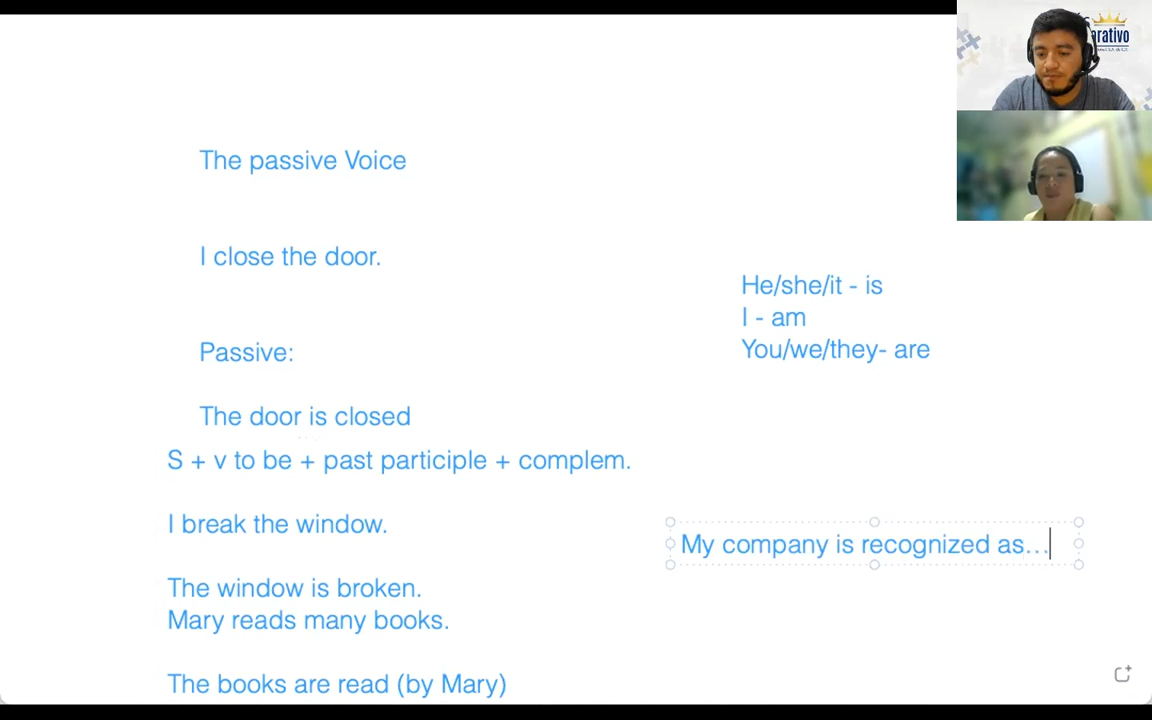 The passive Voice
I close the door.
Passive:
The door is closed
S + v to be + past participle + complem.
I break the window.
The window is broken.
Mary reads many books.
The books are read (by Mary)
He/she/it - is
I - am
You/we/they- are
My company is recognized as...